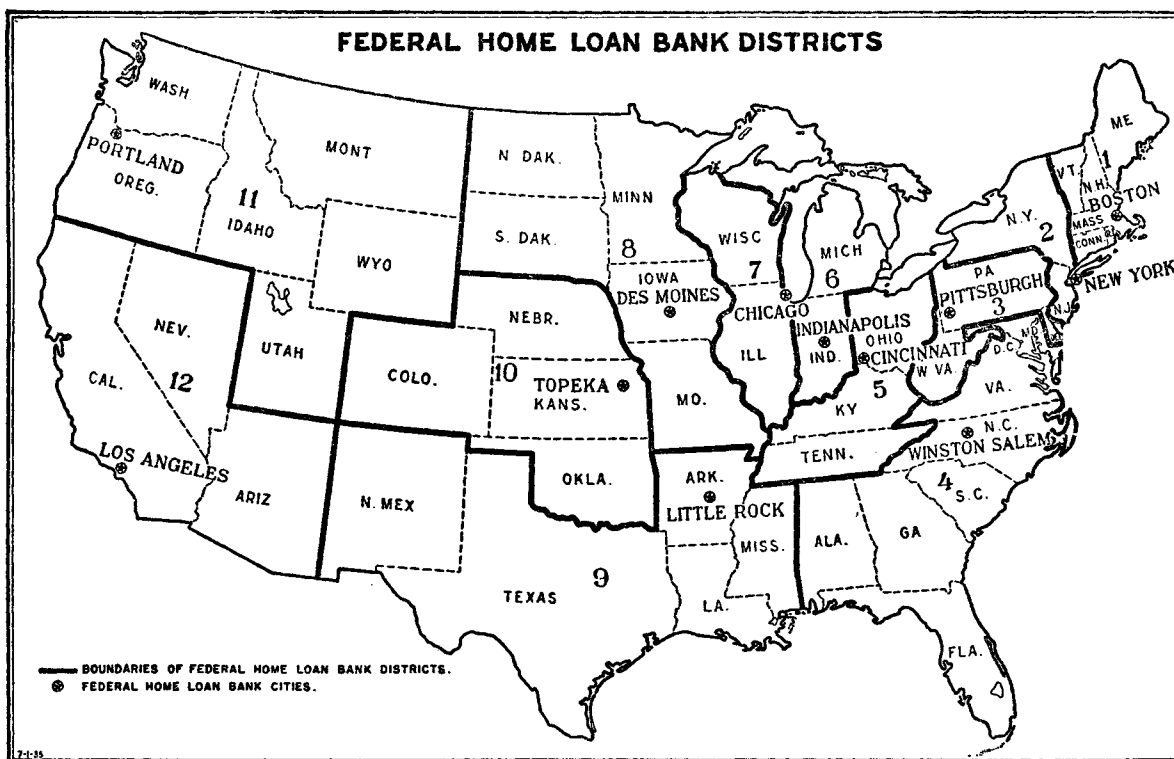 FEDERAL HOME LOAN BANK DISTRICTS
WASH.
PORTLAND
OREG.
11
IDAHO
MONT
WYO
N DAK.
S. DAK.
MINN
8
IOWA
DES MOINES
WISC
7
MICH
6
CHICAGO
ILL
INDIANAPOLIS
IND.
OHIO
CINCINNATI
5
KY
W VA.
PA
PITTSBURGH
3
N.Y.
2
NEW YORK
N.J.
ME
1
VT.
N.H.
BOSTON
MASS
CONN.
MD.
D.C.
VA.
N.C.
WINSTON SALEM
4
S.C.
TENN.
NEBR.
10
TOPEKA
KANS.
MO.
COLO.
UTAH
NEV.
CAL.
12
LOS ANGELES
ARIZ
N. MEX
OKLA.
ARK.
LITTLE ROCK
MISS.
ALA.
GA
TEXAS
9
LA.
FLA.
BOUNDARIES OF FEDERAL HOME LOAN BANK DISTRICTS.
FEDERAL HOME LOAN BANK CITIES.
7-1-35